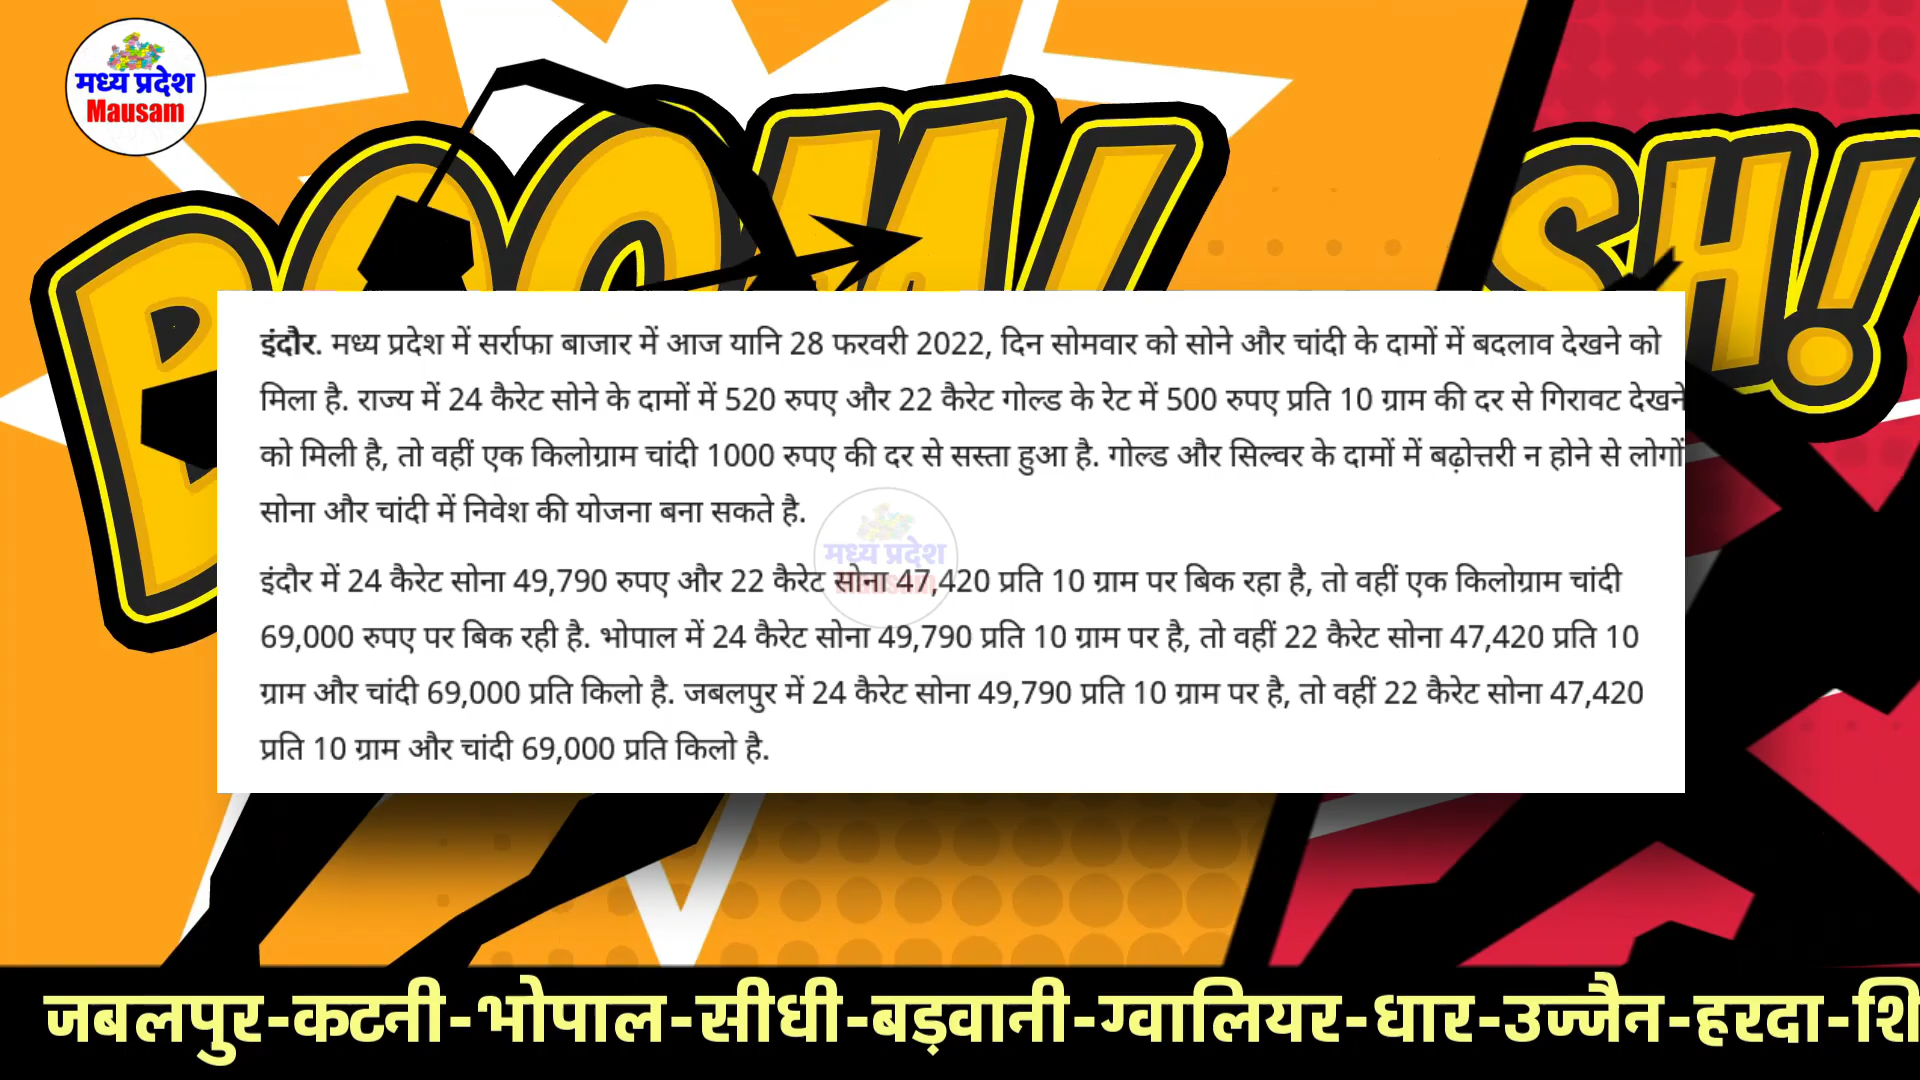 मध्य प्रदेश
Mausam
BOOM!
SH!
इंदौर. मध्य प्रदेश में सर्राफा बाजार में आज यानि 28 फरवरी 2022, दिन सोमवार को सोने और चांदी के दामों में बदलाव देखने को
मिला है. राज्य में 24 कैरेट सोने के दामों में 520 रुपए और 22 कैरेट गोल्ड के रेट में 500 रुपए प्रति 10 ग्राम की दर से गिरावट देखने
को मिली है, तो वहीं एक किलोग्राम चांदी 1000 रुपए की दर से सस्ता हुआ है. गोल्ड और सिल्वर के दामों में बढ़ोत्तरी न होने से लोगों
सोना और चांदी में निवेश की योजना बना सकते है.
मध्य प्रदेश
Mausam
इंदौर में 24 कैरेट सोना 49,790 रुपए और 22 कैरेट सोना 47,420 प्रति 10 ग्राम पर बिक रहा है, तो वहीं एक किलोग्राम चांदी
69,000 रुपए पर बिक रही है. भोपाल में 24 कैरेट सोना 49,790 प्रति 10 ग्राम पर है, तो वहीं 22 कैरेट सोना 47,420 प्रति 10
ग्राम और चांदी 69,000 प्रति किलो है. जबलपुर में 24 कैरेट सोना 49,790 प्रति 10 ग्राम पर है, तो वहीं 22 कैरेट सोना 47,420
प्रति 10 ग्राम और चांदी 69,000 प्रति किलो है.
जबलपुर-कटनी-भोपाल-सीधी-बड़वानी-ग्वालियर-धार-उज्जैन-हरदा-शि